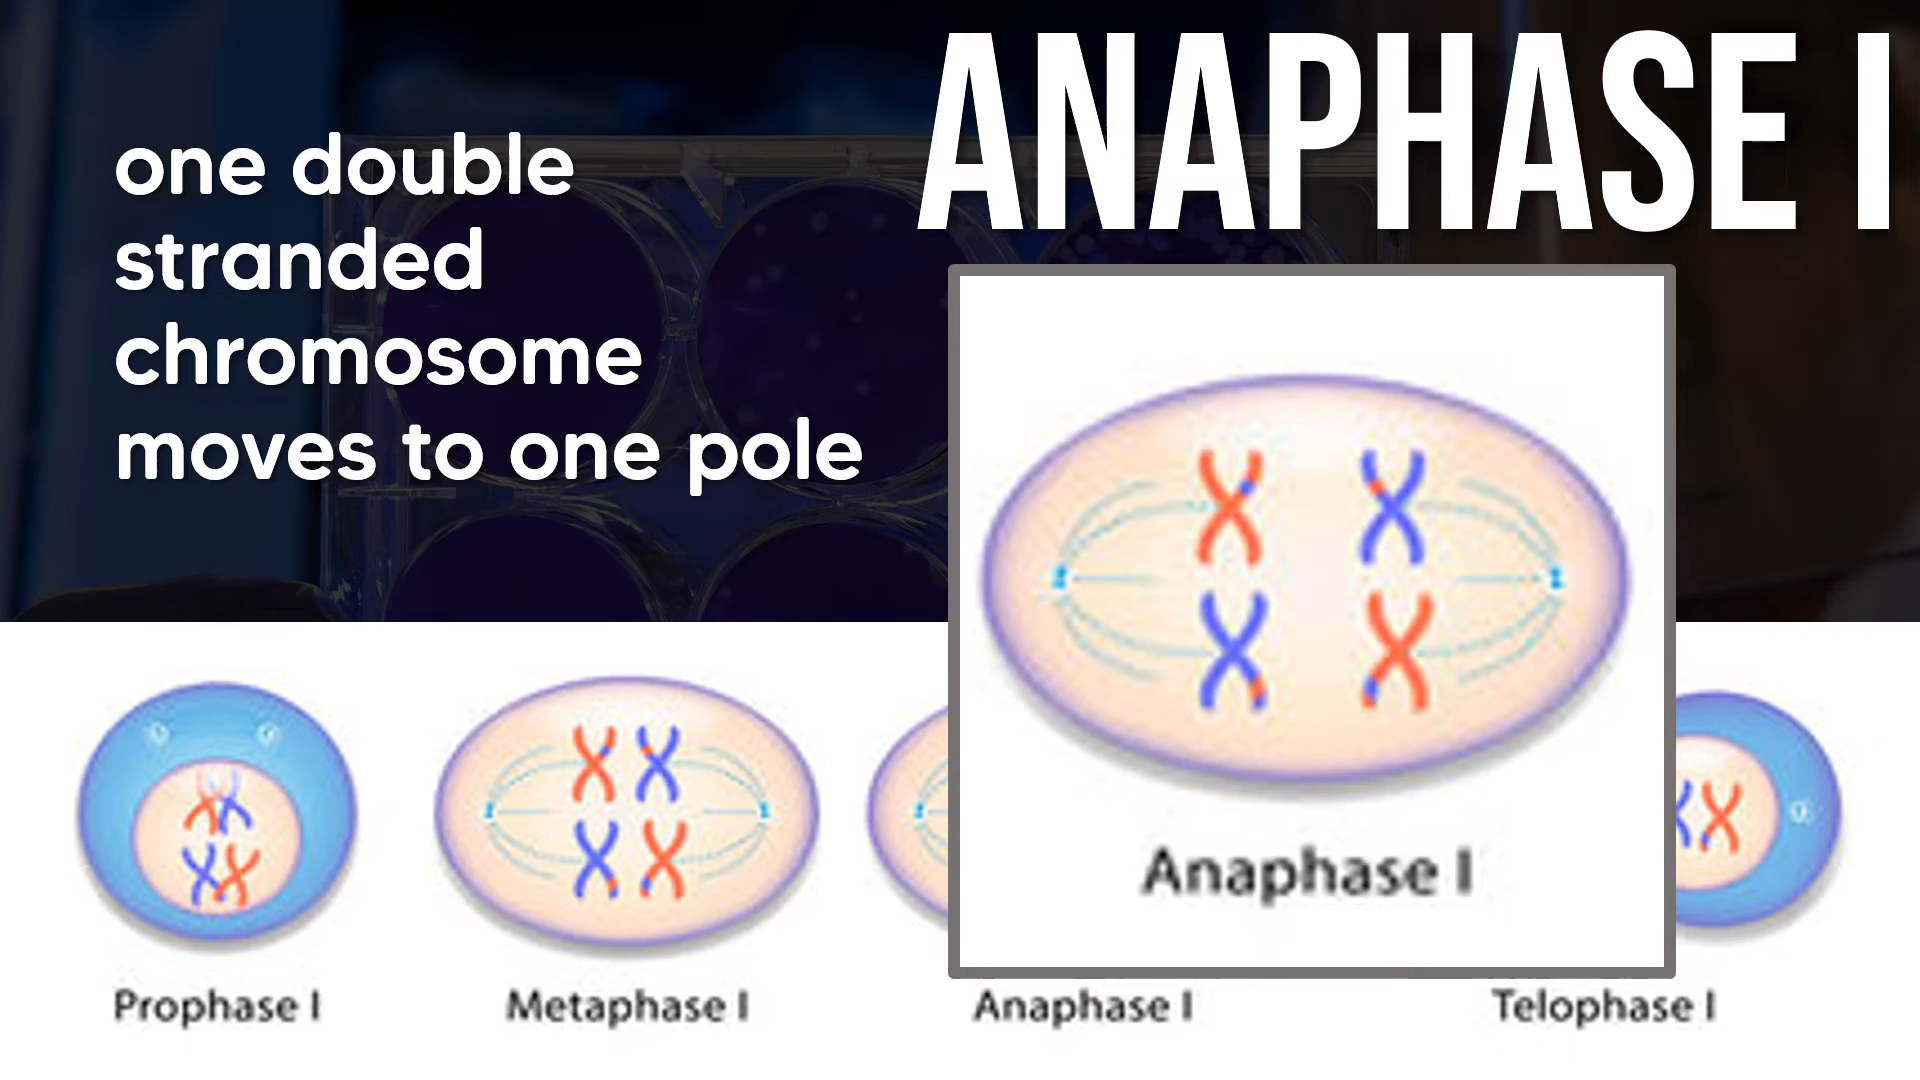 ANAPHASE I
one double
stranded
chromosome
moves to one pole
Anaphase I
Prophase I
Metaphase I
Anaphase I
Telophase I